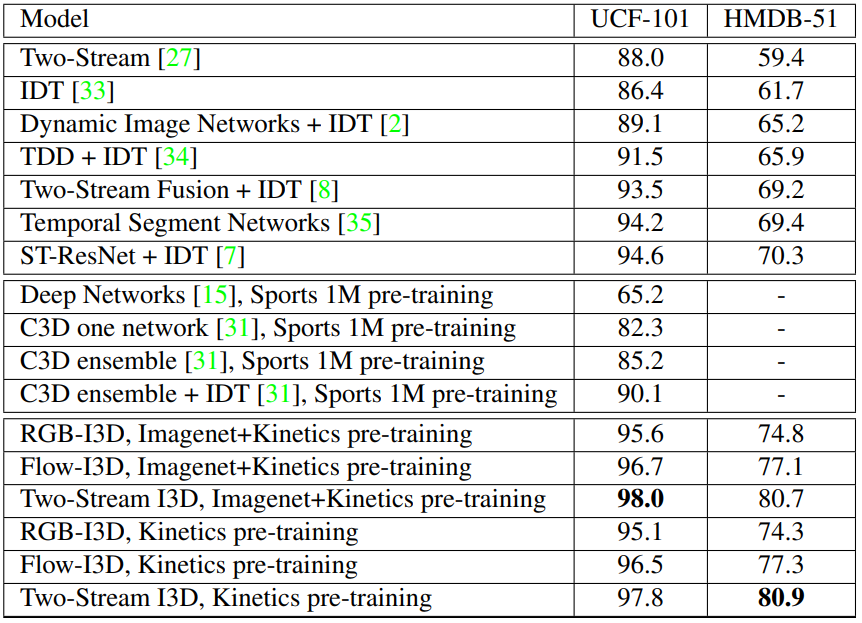 Model UCF-101 HMDB-51
Two-Stream [27] 88.0 59.4
IDT [33] 86.4 61.7
Dynamic Image Networks + IDT [2] 89.1 65.2
TDD + IDT [34] 91.5 65.9
Two-Stream Fusion + IDT [8] 93.5 69.2
Temporal Segment Networks [35] 94.2 69.4
ST-ResNet + IDT [7] 94.6 70.3
Deep Networks [15], Sports 1M pre-training 65.2 -
C3D one network [31], Sports 1M pre-training 82.3 -
C3D ensemble [31], Sports 1M pre-training 85.2 -
C3D ensemble + IDT [31], Sports 1M pre-training 90.1 -
RGB-I3D, Imagenet+Kinetics pre-training 95.6 74.8
Flow-I3D, Imagenet+Kinetics pre-training 96.7 77.1
Two-Stream I3D, Imagenet+Kinetics pre-training 98.0 80.7
RGB-I3D, Kinetics pre-training 95.1 74.3
Flow-I3D, Kinetics pre-training 96.5 77.3
Two-Stream I3D, Kinetics pre-training 97.8 80.9